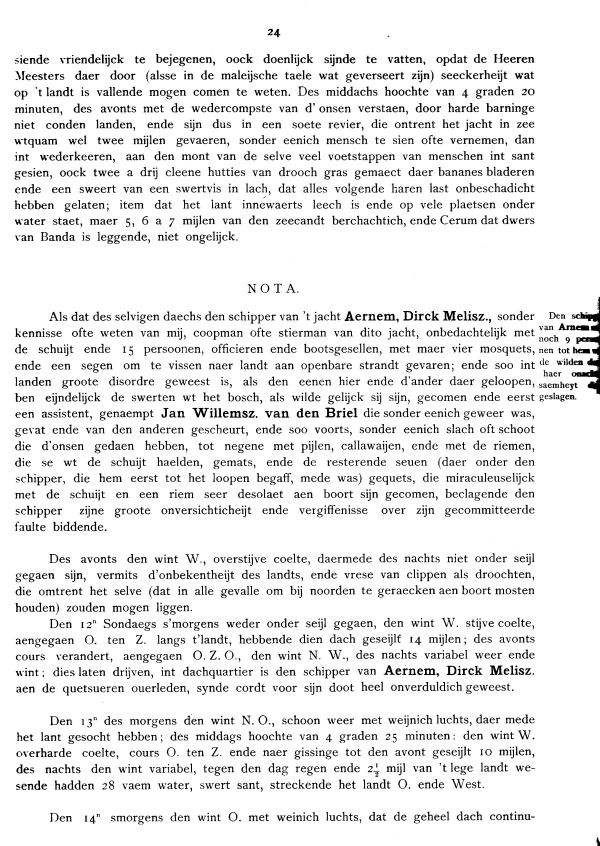 24
siende vriendelijck te bejegenen, oock doenlijck sijnde te vatten, opdat de Heeren
Meesters daer door (alsse in de maleijsche taele wat geverseert zijn) seeckerheijt wat
op 't landt is vallende mogen comen te weten. Des middachs hoochte van 4 graden 20
minuten, des avonts met de wedercompste van d'onsen verstaen, door harde barninge
niet conden landen, ende sijn dus in een soete revier, die ontrent het jacht in zee
wtquam wel twee mijlen gevaeren, sonder eenich mensch te sien ofte vernemen, dan
int wederkeeren, aan den mont van de selve veel voetstappen van menschen int sant
gesien, oock twee a drij cleene hutties van drooch gras gemaeckt daer bananes bladeren
ende een sweert van een swertvis in lach, dat alles volgende haren last onbeschadicht
hebben gelaten; item dat het lant innewaerts leech is ende op vele plaetsen onder
water staet, maer 5, 6 a 7 mijlen van den zeecandt berchachtich, ende Cerum dat dwers
van Banda is leggende, niet ongelijck.
NOTA.
Als dat des selvigen daechs den schipper van 't jacht Aernem, Dirck Melisz., sonder
kennisse ofte weten van mij, coopman ofte stierman van dito jacht, onbedachtelijk met
de schuijt ende 15 persoonen, officieren ende bootsgesellen, met maer vier mosquets,
ende een segen om te vissen naer landt aan openbare strandt gevaren; ende soo int
landen groote disordre geweest is, als den eenen hier ende d'ander daer geloopen,
ben eijndelijck de swerten wt het bosch, als wilde gelijck sij sijn, gecomen ende eerst
een assistent, genaempt Jan Willemsz. van den Briel die sonder eenich geweer was,
gevat ende van den anderen gescheurt, ende soo voorts, sonder eenich slach oft schoot
die d'onsen gedaen hebben, tot negene met pijlen, callawaijen, ende met de riemen,
die se wt de schuijt haelden, gemats, ende de resterende seuen (daer onder den
schipper, die hem eerst tot het loopen begaff, mede was) gequets, die miraculeuselijck
met de schuijt en een riem seer desolaet aen boort sijn gecomen, beclagende den
schipper zijne groote onversichticheijt ende vergiffenisse over zijn gecommitteerde
faulte biddende.
Den
van
noch 9
nen tot
de wilden
haer
saemheyt
geslagen.
Des avonts den wint W., overstijve coelte, daermede des nachts niet onder seijl
gegaen sijn, vermits d'onbekentheijt des landts, ende vrese van clippen als droochten,
die omtrent het selve (dat in alle gevalle om bij noorden te geraecken aen boort mosten
houden) zouden mogen liggen.
Den 12ⁿ Sondaegs s'morgens weder onder seijl gegaen, den wint W. stijve coelte,
aengegaen O. ten Z. langs t'landt, hebbende dien dach geseijlt 14 mijlen; des avonts
cours verandert, aengegaen O. Z. O., den wint N. W., des nachts variabel weer ende
wint; dies laten drijven, int dachquartier is den schipper van Aernem, Dirck Melisz.
aen de quetsueren ouerleden, synde cordt voor sijn doot heel onverduldich geweest.
Den 13ⁿ des morgens den wint N. O., schoon weer met weijnich luchts, daer mede
het lant gesocht hebben; des middags hoochte van 4 graden 25 minuten: den wint W.
overharde coelte, cours O. ten Z. ende naer gissinge tot den avont geseijlt 10 mijlen,
des nachts den wint variabel, tegen den dag regen ende 2½ mijl van 't lege landt we-
sende hadden 28 vaem water, swert sant, streckende het landt O. ende West.
Den 14ⁿ smorgens den wint O. met weinich luchts, dat de geheel dach continu-